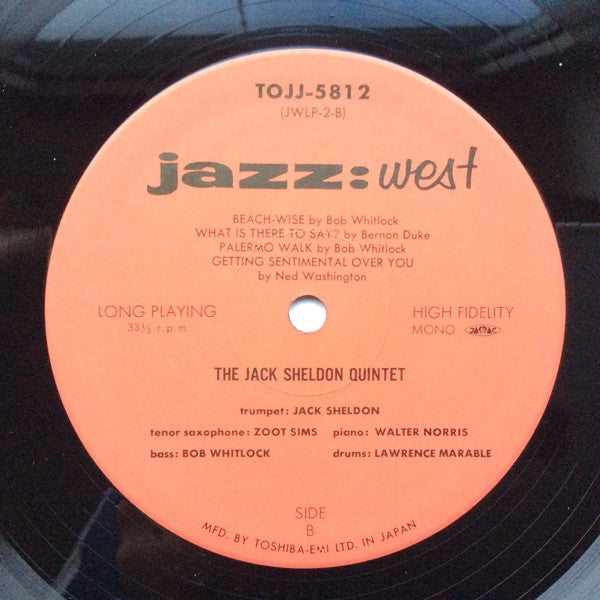 TOJJ-5812
(JWLP-2-B)
jazz: west
BEACH-WISE by Bob Whitlock
WHAT IS THERE TO SAY? by Bernon Duke
PALERMO WALK by Bob Whitlock
GETTING SENTIMENTAL OVER YOU
by Ned Washington
LONG PLAYING
33⅓ r. p. m.
HIGH FIDELITY
MONO JASRAC
THE JACK SHELDON QUINTET
trumpet: JACK SHELDON
tenor saxophone: ZOOT SIMS piano: WALTER NORRIS
bass: BOB WHITLOCK drums: LAWRENCE MARABLE
SIDE
B
MFD. BY TOSHIBA-EMI LTD. IN JAPAN